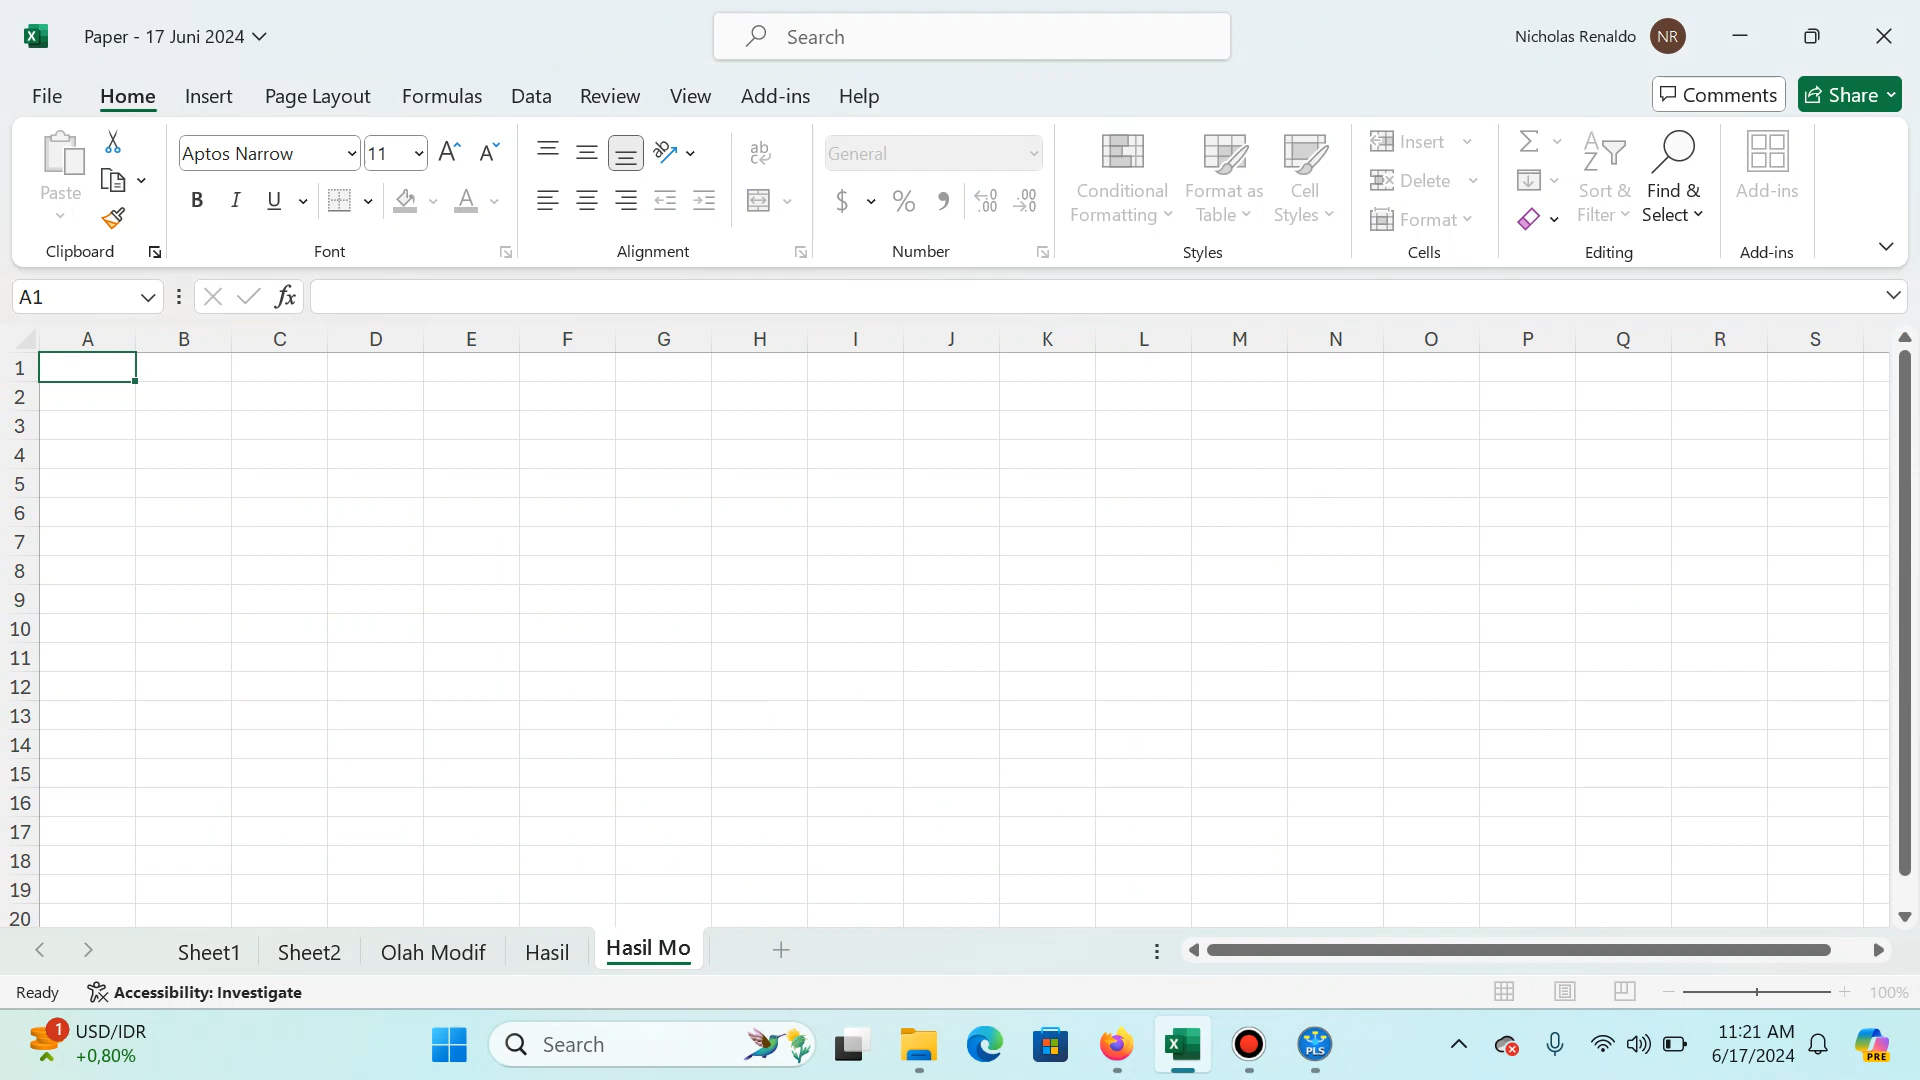 Paper - 17 Juni 2024
Search
Nicholas Renaldo NR
File Home Insert Page Layout Formulas Data Review View Add-ins Help
Comments Share
Paste
Clipboard
Aptos Narrow 11
B I U
Font
ab
Alignment
General
$ % 9 .00 .00
Number
Conditional Formatting
Format as Table
Cell Styles
Styles
Insert
Delete
Format
Cells
Sort & Filter
Find & Select
Editing
Add-ins
Add-ins
A1 fx
A B C D E F G H I J K L M N O P Q R S
1
2
3
4
5
6
7
8
9
10
11
12
13
14
15
16
17
18
19
20
Sheet1 Sheet2 Olah Modif Hasil Hasil Mo
Ready Accessibility: Investigate 100%
1 USD/IDR
+0,80%
Search
PLS
11:21 AM
6/17/2024
PRE